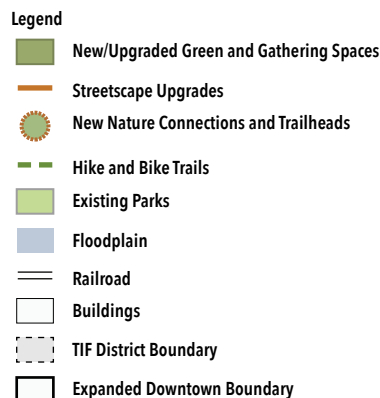 Legend
New/Upgraded Green and Gathering Spaces
Streetscape Upgrades
New Nature Connections and Trailheads
Hike and Bike Trails
Existing Parks
Floodplain
Railroad
Buildings
TIF District Boundary
Expanded Downtown Boundary